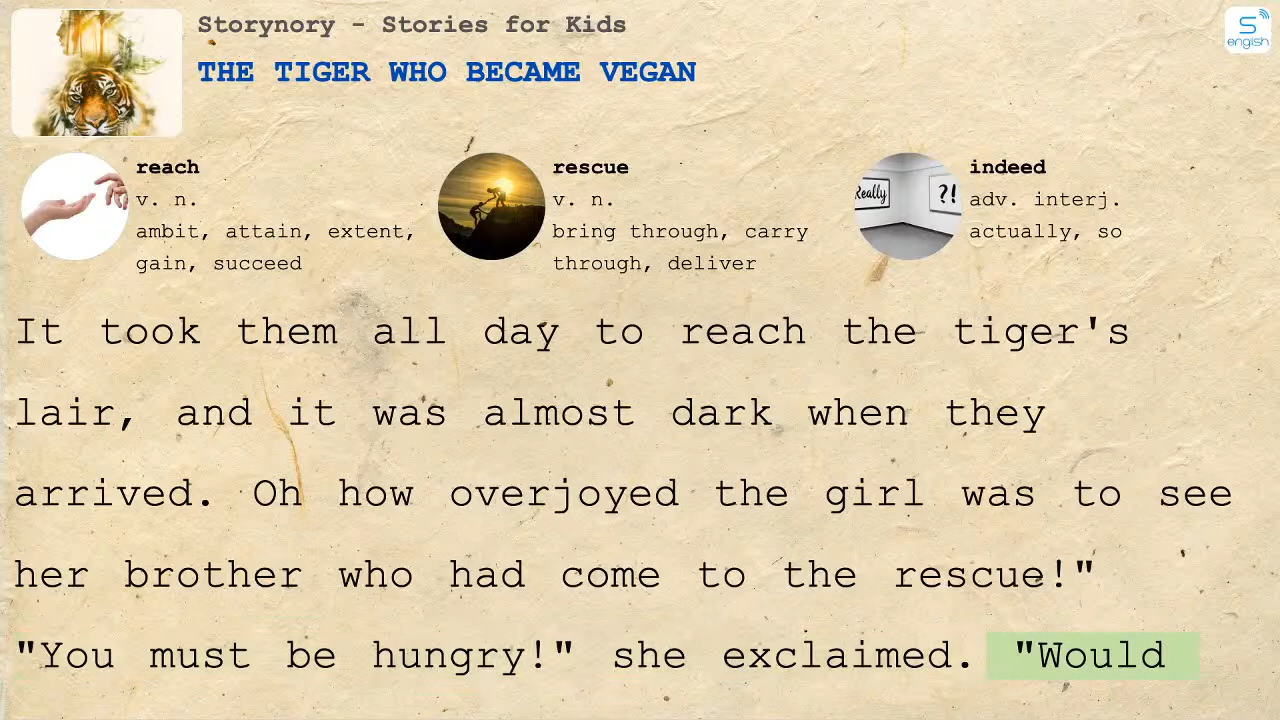 Storynory - Stories for Kids
THE TIGER WHO BECAME VEGAN
S
english
reach
v. n.
ambit, attain, extent,
gain, succeed
rescue
v. n.
bring through, carry
through, deliver
Really
?!
indeed
adv. interj.
actually, so
It took them all day to reach the tiger's
lair, and it was almost dark when they
arrived. Oh how overjoyed the girl was to see
her brother who had come to the rescue!"
"You must be hungry!" she exclaimed. "Would